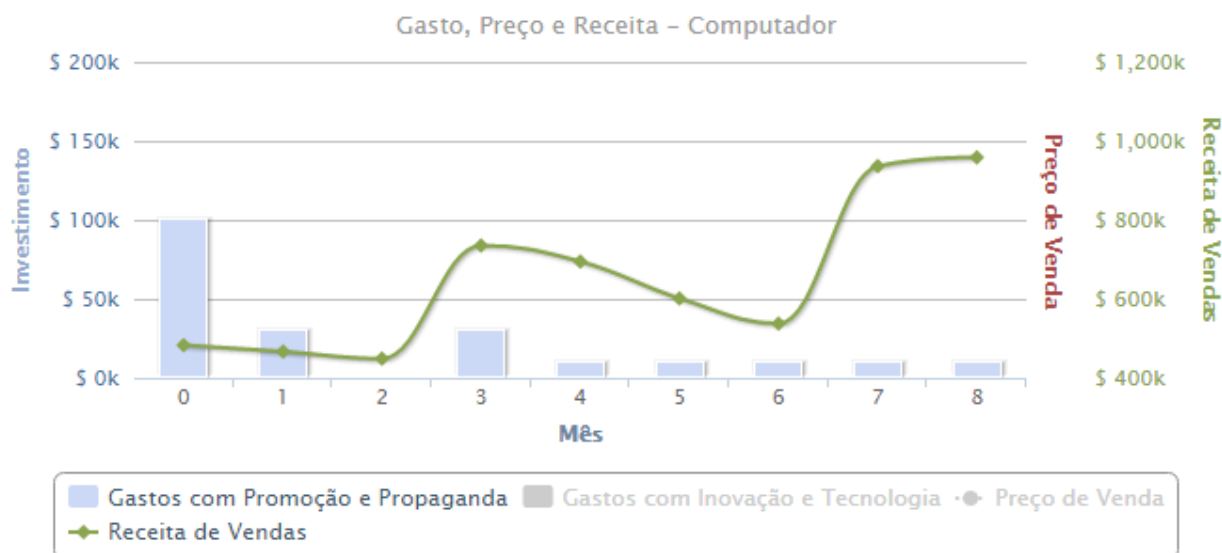 Gasto, Preço e Receita – Computador
$ 200k
$ 150k
$ 100k
$ 50k
$ 0k
Investimento
$ 1,200k
$ 1,000k
$ 800k
$ 600k
$ 400k
Preço de Venda
Receita de Vendas
0 1 2 3 4 5 6 7 8
Mês
Gastos com Promoção e Propaganda Gastos com Inovação e Tecnologia Preço de Venda
Receita de Vendas